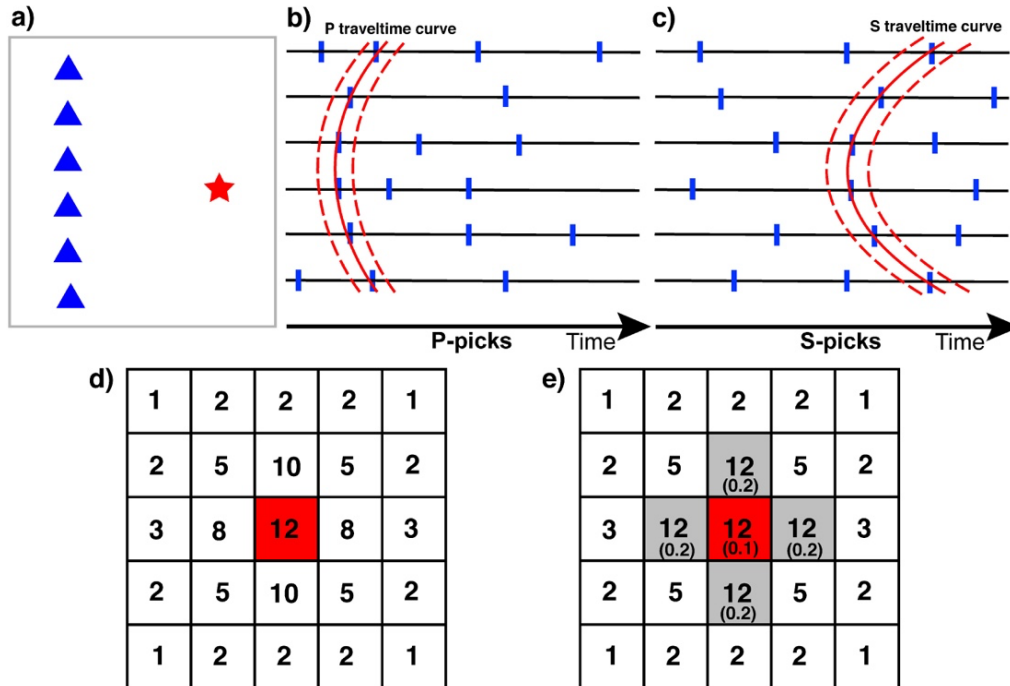 a)
b)
P traveltime curve
c)
S traveltime curve
P-picks
Time
S-picks
Time
d)
1 2 2 2 1
2 5 10 5 2
3 8 12 8 3
2 5 10 5 2
1 2 2 2 1
e)
1 2 2 2 1
2 5 12 5 2
(0.2)
3 12 12 12 3
(0.2) (0.1) (0.2)
2 5 12 5 2
(0.2)
1 2 2 2 1